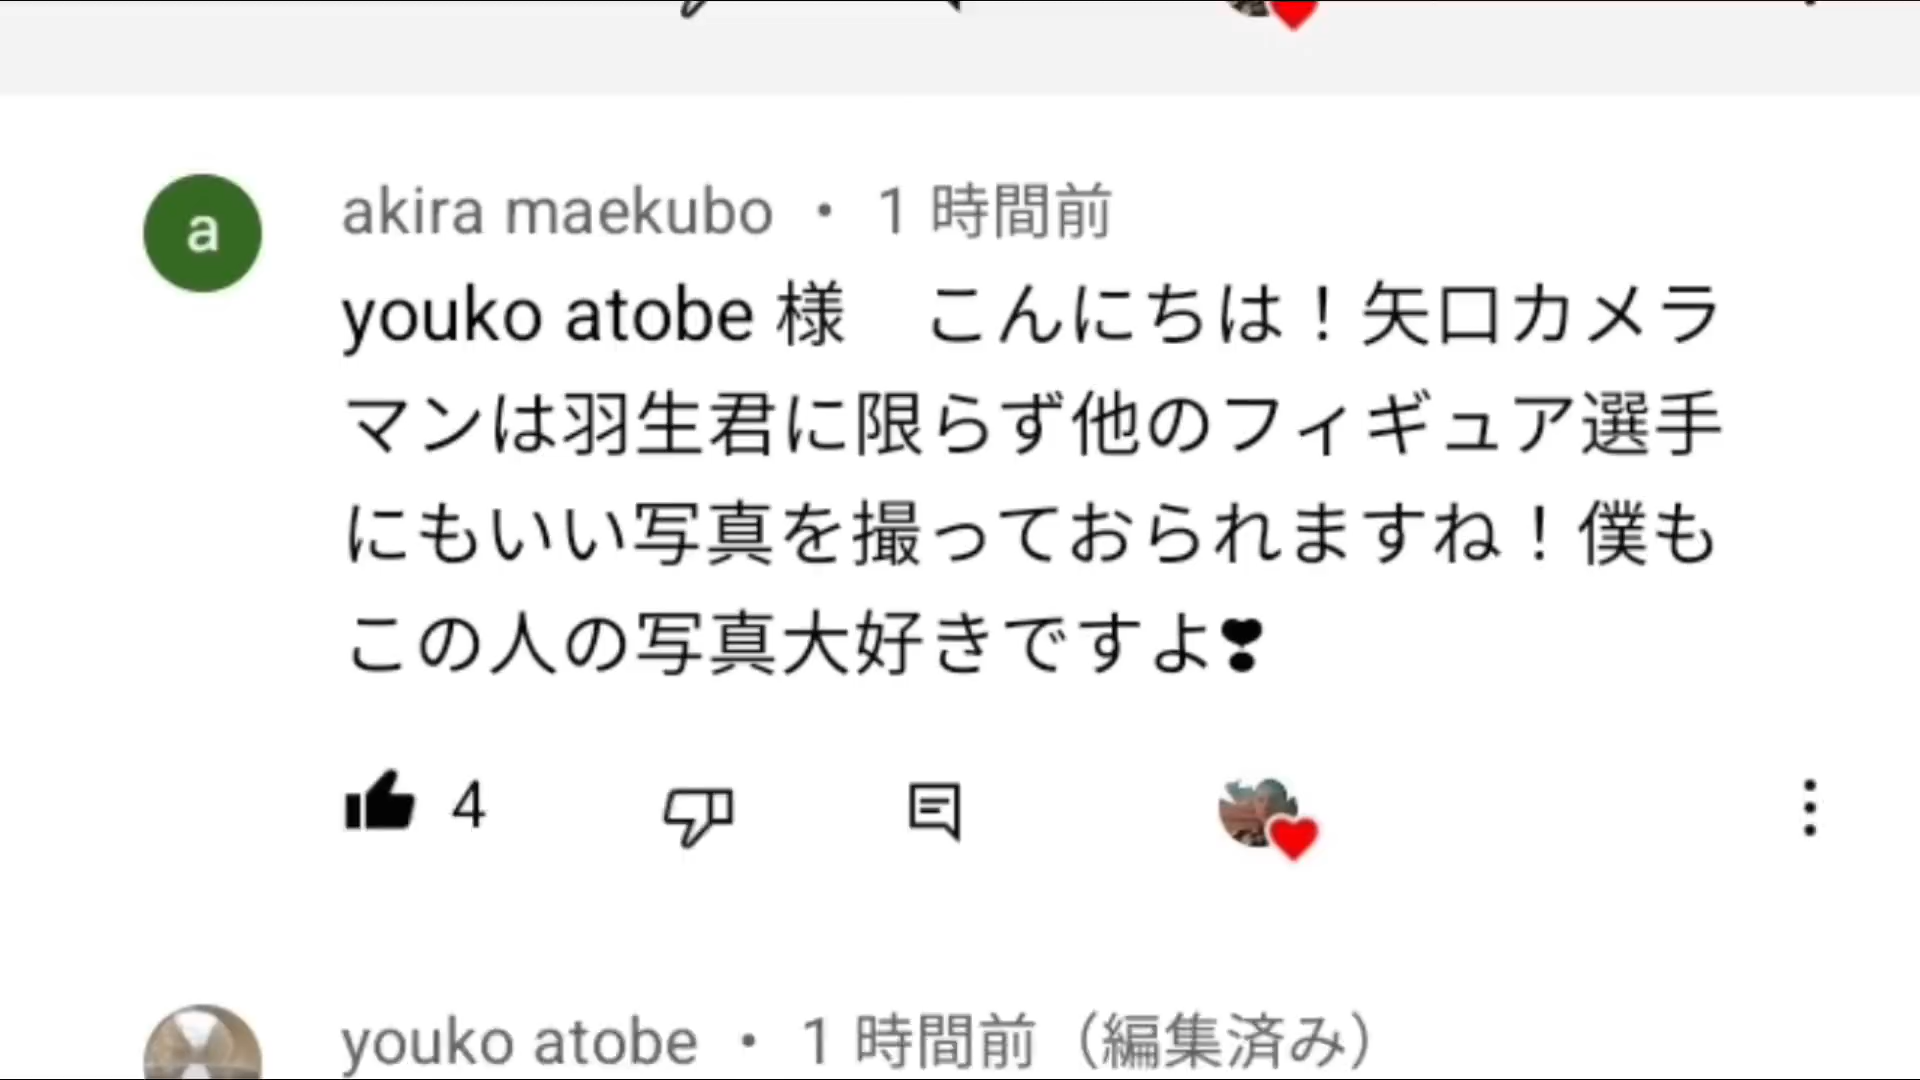 a
akira maekubo ・ 1 時間前
youko atobe 様　こんにちは！矢口カメラ
マンは羽生君に限らず他のフィギュア選手
にもいい写真を撮っておられますね！僕も
この人の写真大好きですよ❣
4
youko atobe ・ 1 時間前（編集済み）